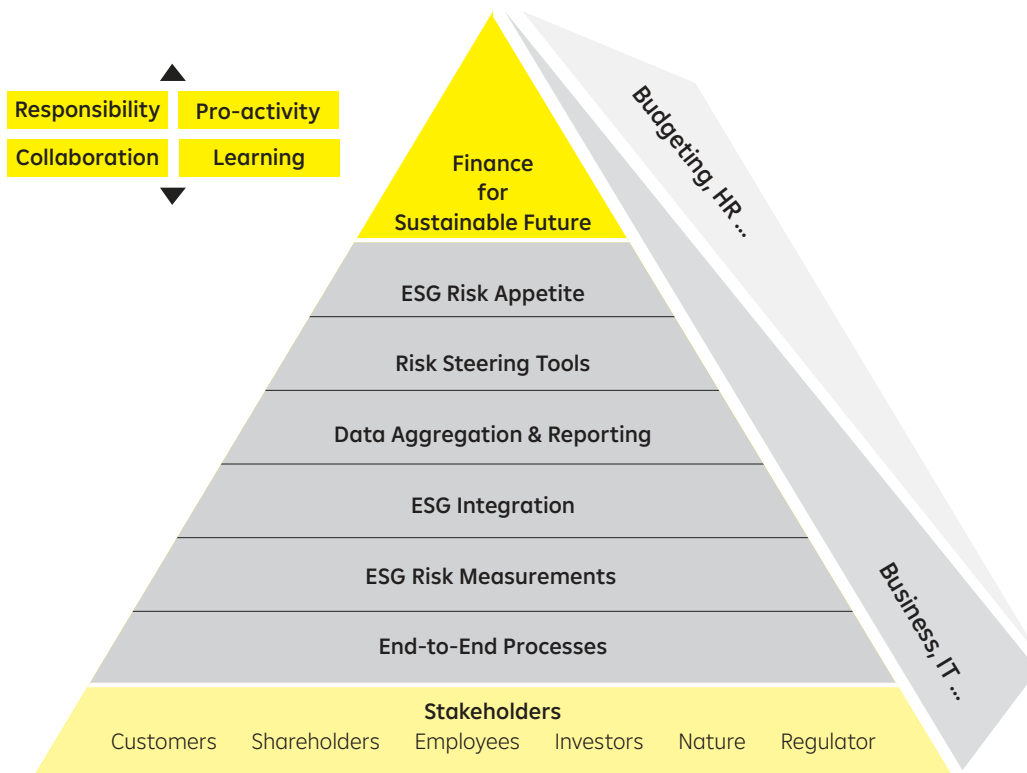 Responsibility
Pro-activity
Collaboration
Learning
Finance
for
Sustainable Future
ESG Risk Appetite
Risk Steering Tools
Data Aggregation & Reporting
ESG Integration
ESG Risk Measurements
End-to-End Processes
Stakeholders
Customers Shareholders Employees Investors Nature Regulator
Budgeting, HR ...
Business, IT ...